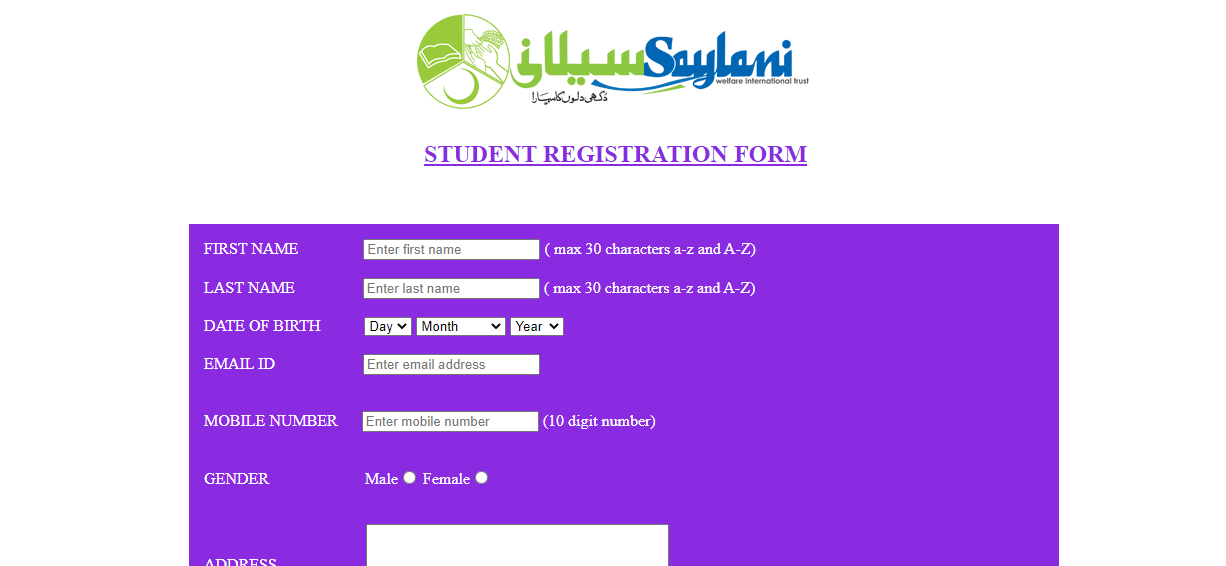 سیلانی Saylani
welfare international trust
دُکھی دلوں کا سہارا
STUDENT REGISTRATION FORM
FIRST NAME Enter first name ( max 30 characters a-z and A-Z)
LAST NAME Enter last name ( max 30 characters a-z and A-Z)
DATE OF BIRTH Day Month Year
EMAIL ID Enter email address
MOBILE NUMBER Enter mobile number (10 digit number)
GENDER Male Female
ADDRESS